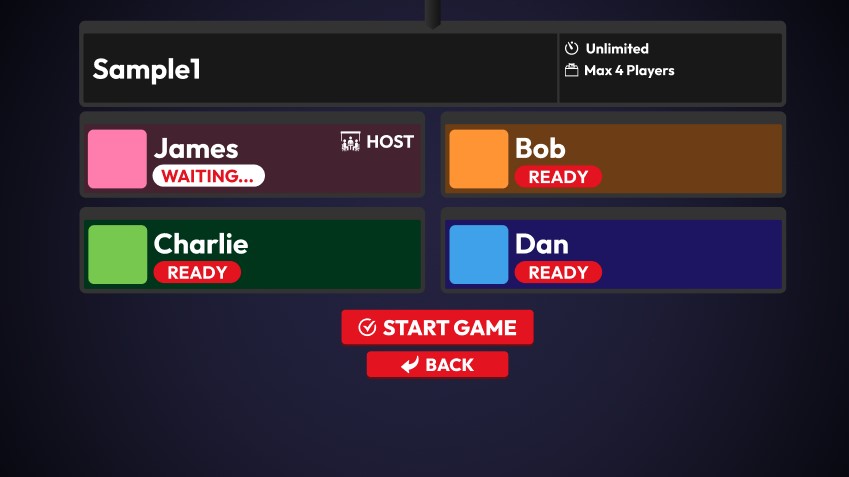 Sample1
Unlimited
Max 4 Players
James
HOST
WAITING...
Bob
READY
Charlie
READY
Dan
READY
START GAME
BACK